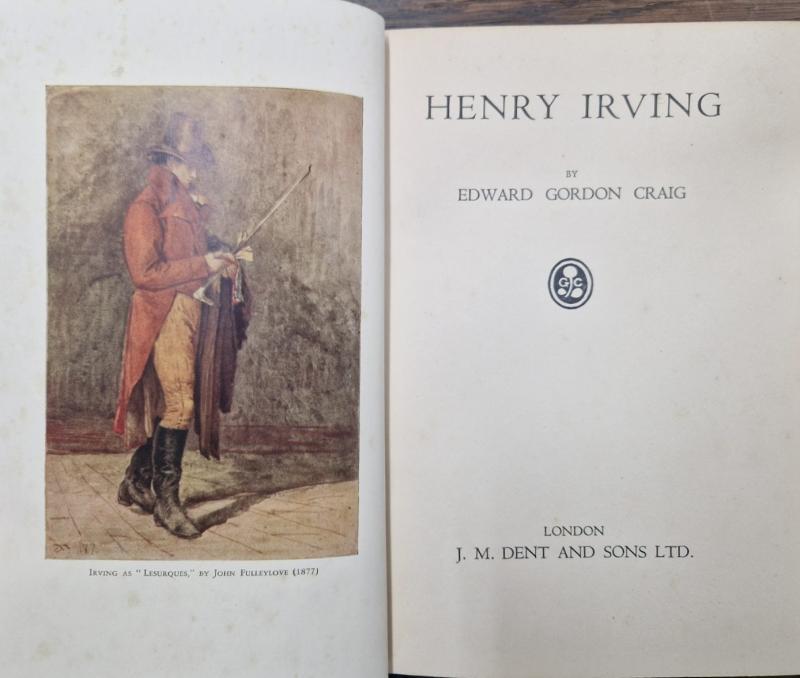 IRVING AS "LESURQUES," BY JOHN FULLEYLOVE (1877)
HENRY IRVING
BY
EDWARD GORDON CRAIG
G C
LONDON
J. M. DENT AND SONS LTD.